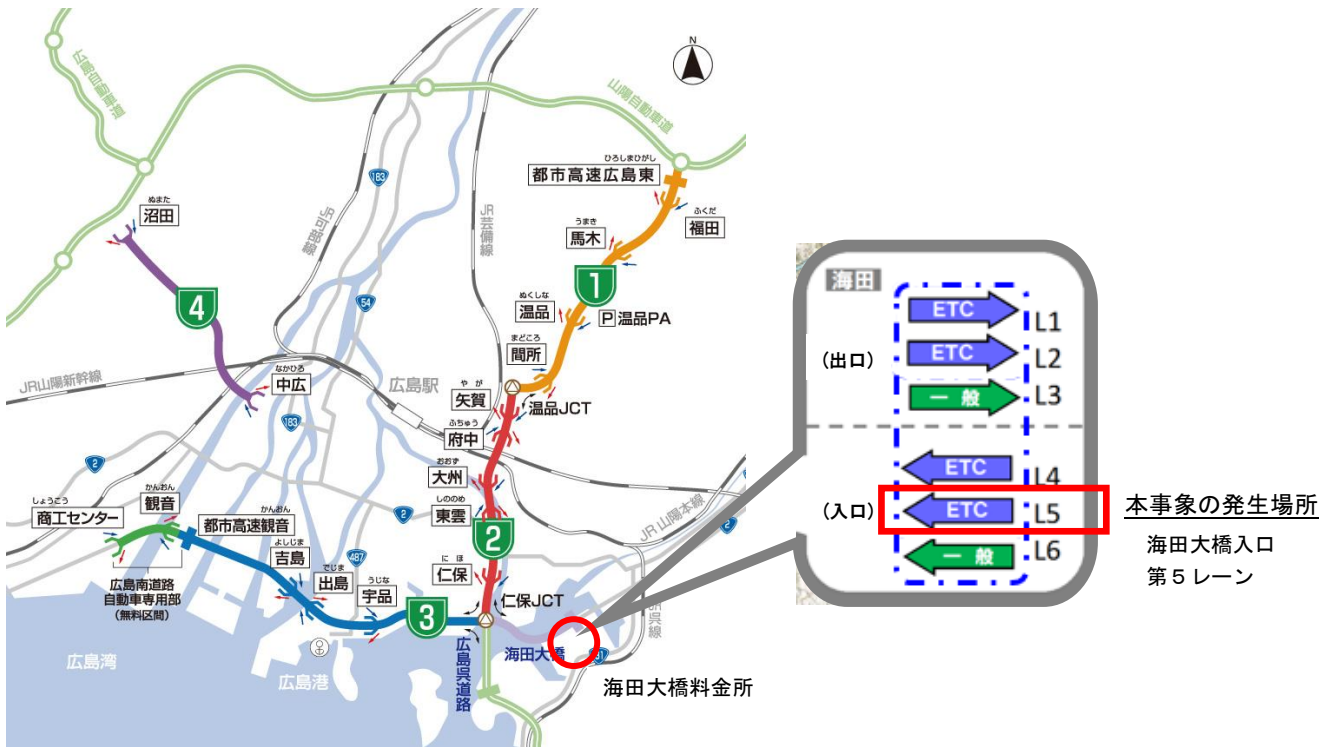 N
広島自動車道
山陽自動車道
ひろしまひがし
都市高速広島東
183
ぬまた
沼田
ふくだ
福田
JR可部線
JR芸備線
うまき
馬木
1
4
54
ぬくしな
温品
P 温品PA
まどころ
間所
JR山陽新幹線
なかひろ
中広
広島駅
やが
矢賀
温品JCT
183
ふちゅう
府中
2
おおず
大州
しょうこう
商工センター
かんおん
観音
かんおん
都市高速観音
2
しののめ
東雲
JR山陽本線
2
よしじま
吉島
487
2
にほ
仁保
でじま
出島
うじな
宇品
広島南道路
自動車専用部
(無料区間)
3
仁保JCT
JR呉線
海田大橋
31
広島呉道路
広島湾
広島港
海田大橋料金所
海田
ETC L1
(出口) ETC L2
一般 L3
ETC L4
(入口) ETC L5
一般 L6
本事象の発生場所
海田大橋入口
第5レーン